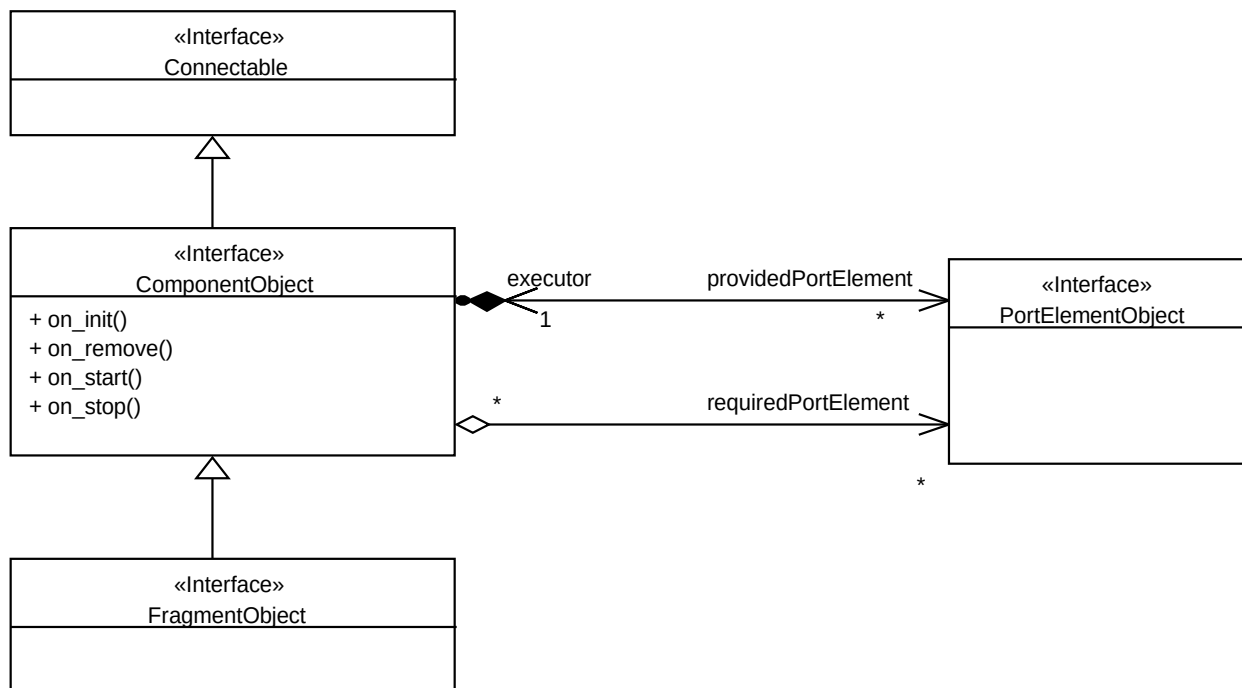 «Interface»
Connectable
«Interface»
ComponentObject
+ on_init()
+ on_remove()
+ on_start()
+ on_stop()
executor
1
providedPortElement
*
*
requiredPortElement
*
«Interface»
PortElementObject
«Interface»
FragmentObject